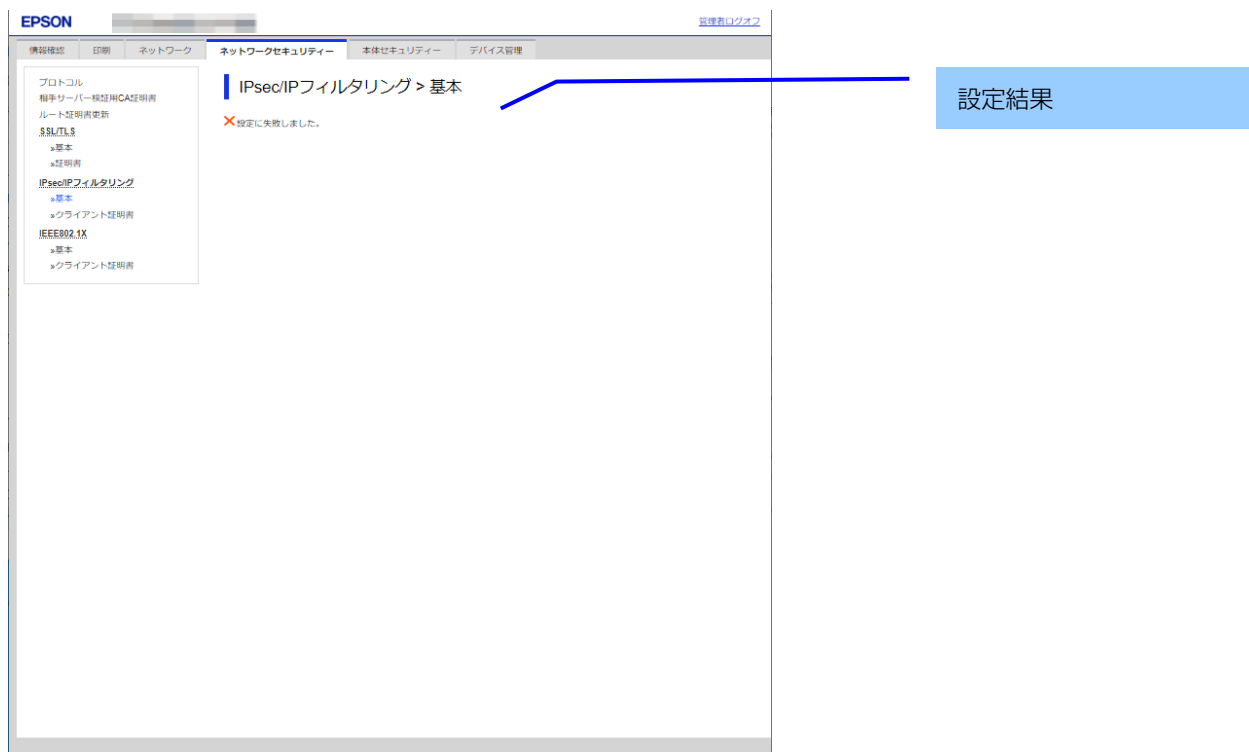 EPSON
管理者ログオフ
情報確認 印刷 ネットワーク ネットワークセキュリティー 本体セキュリティー デバイス管理
プロトコル
相手サーバー検証用CA証明書
ルート証明書更新
SSL/TLS
»基本
»証明書
IPsec/IPフィルタリング
»基本
»クライアント証明書
IEEE802.1X
»基本
»クライアント証明書
IPsec/IPフィルタリング > 基本
設定に失敗しました。
設定結果